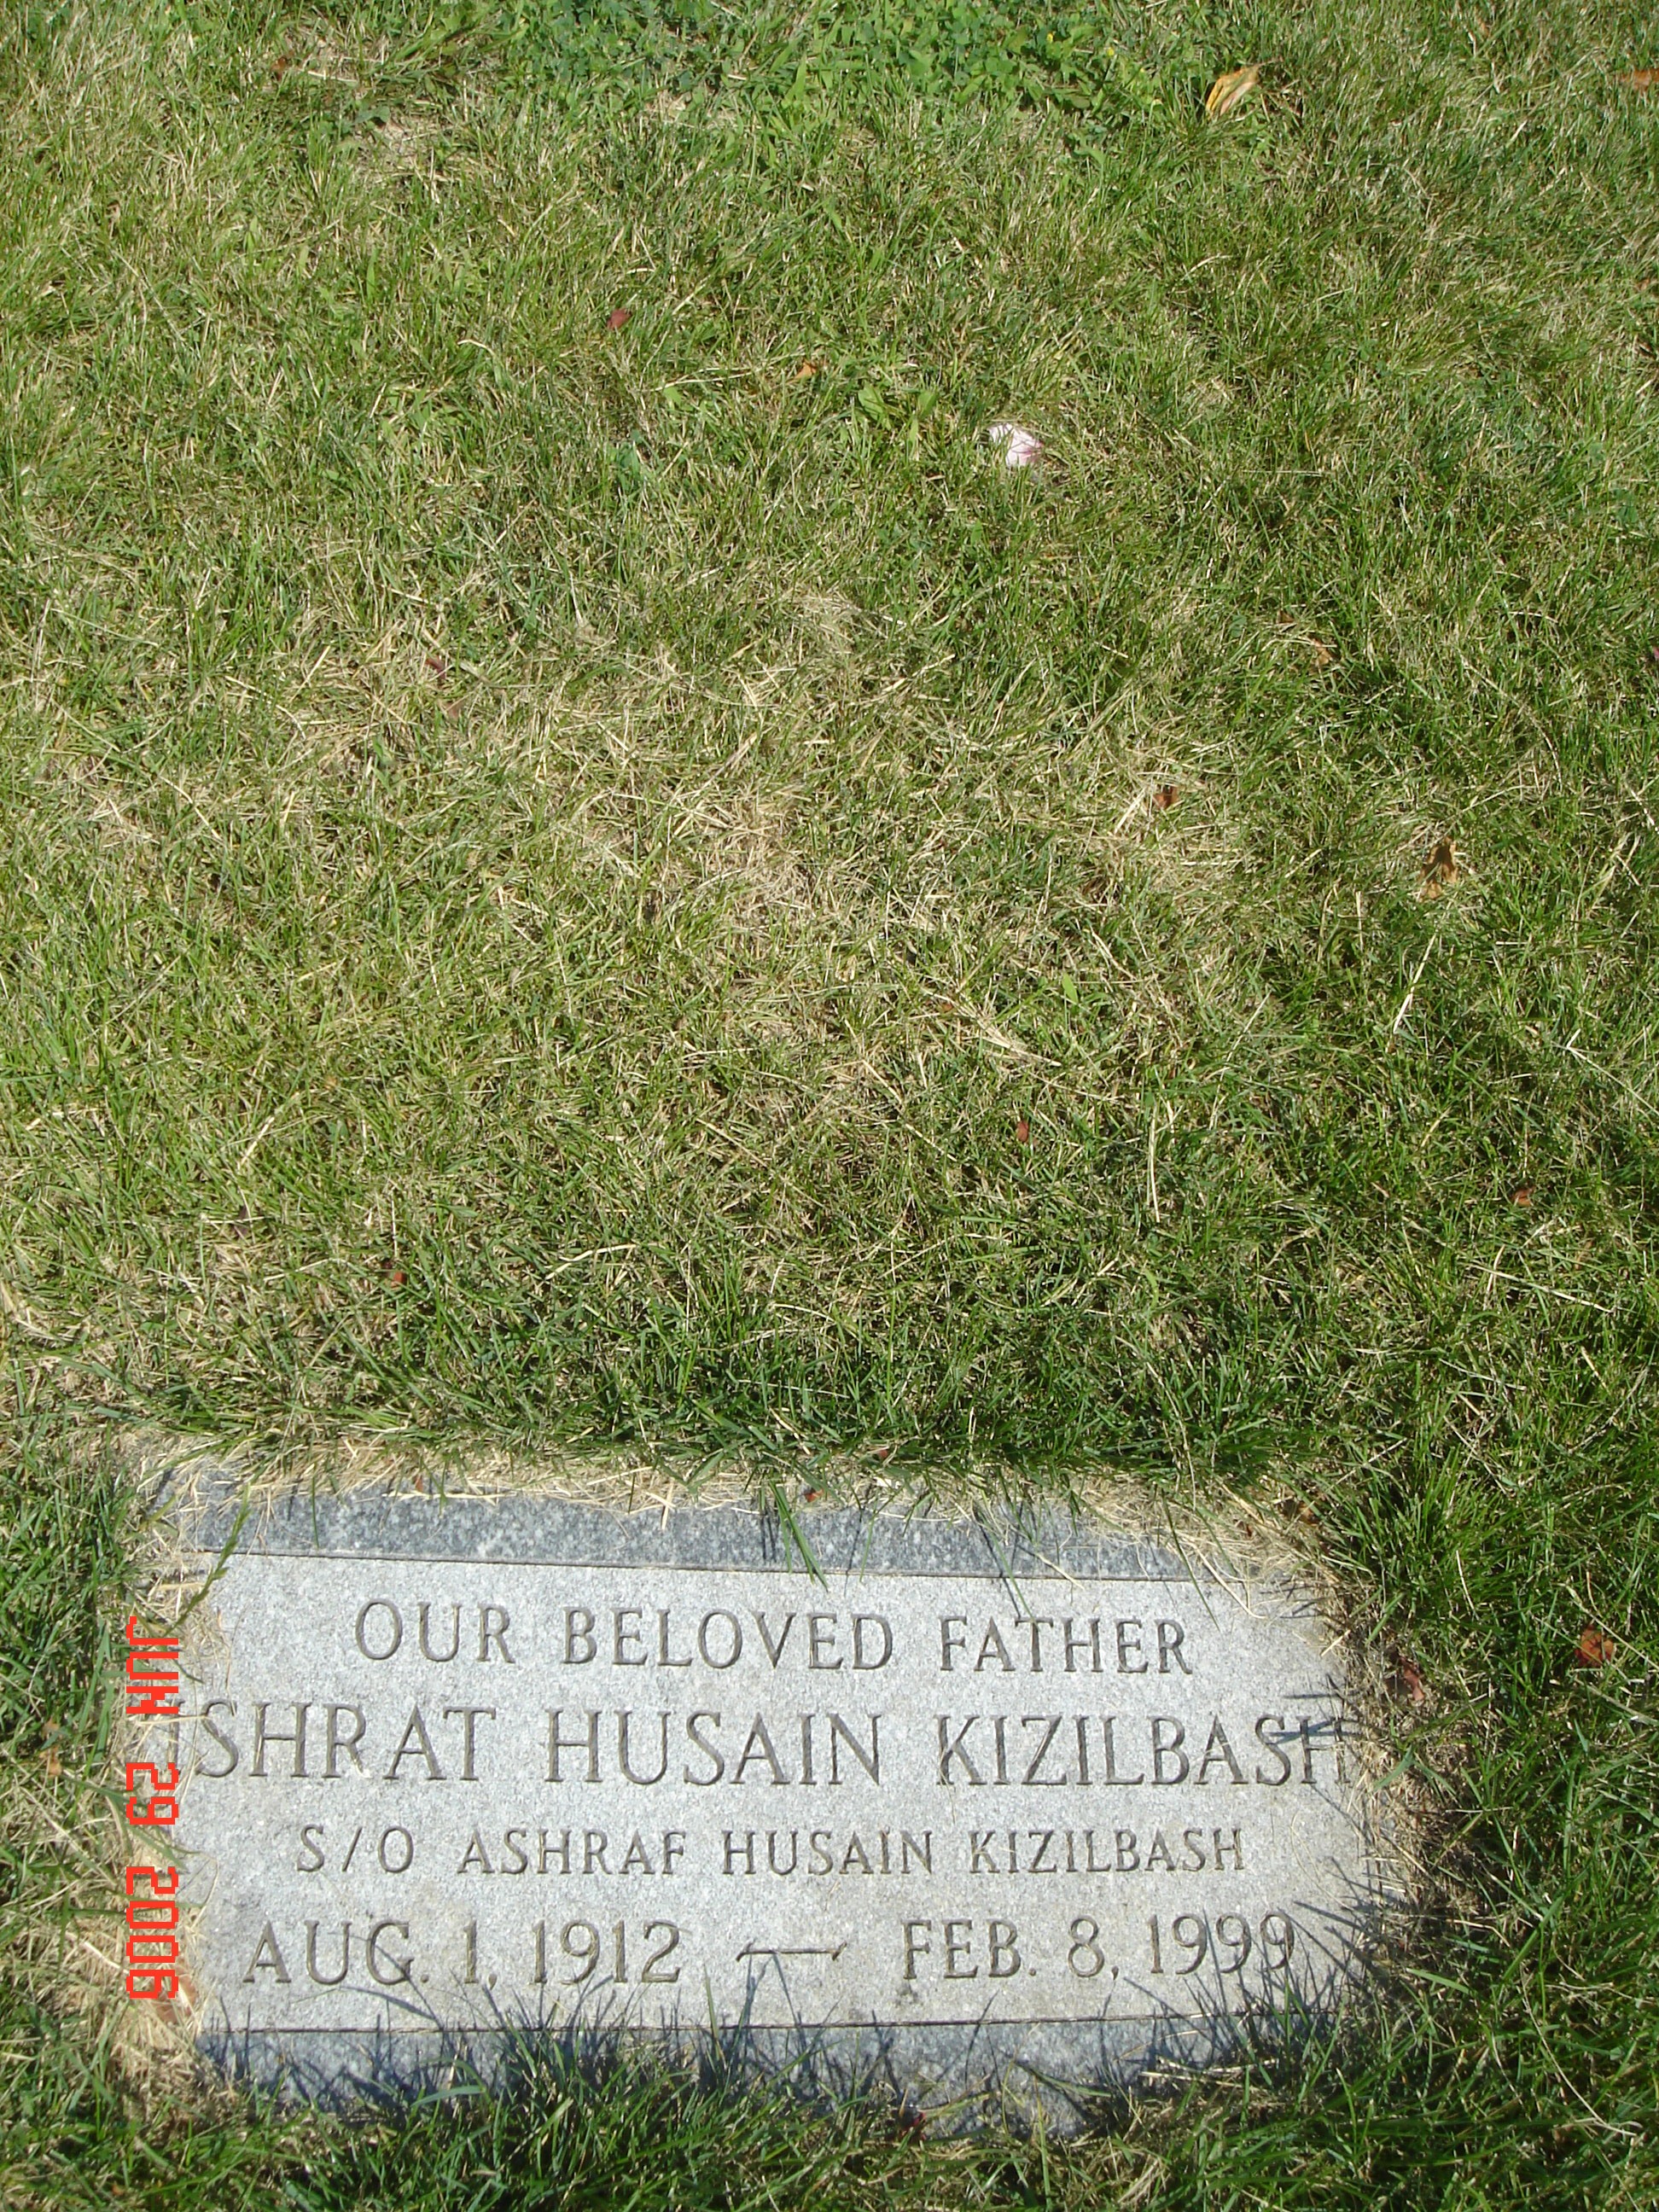 OUR BELOVED FATHER
SHRAT HUSAIN KIZILBASH
S/O ASHRAF HUSAIN KIZILBASH
AUG. 1, 1912 — FEB. 8, 1999
JUN 29 2006